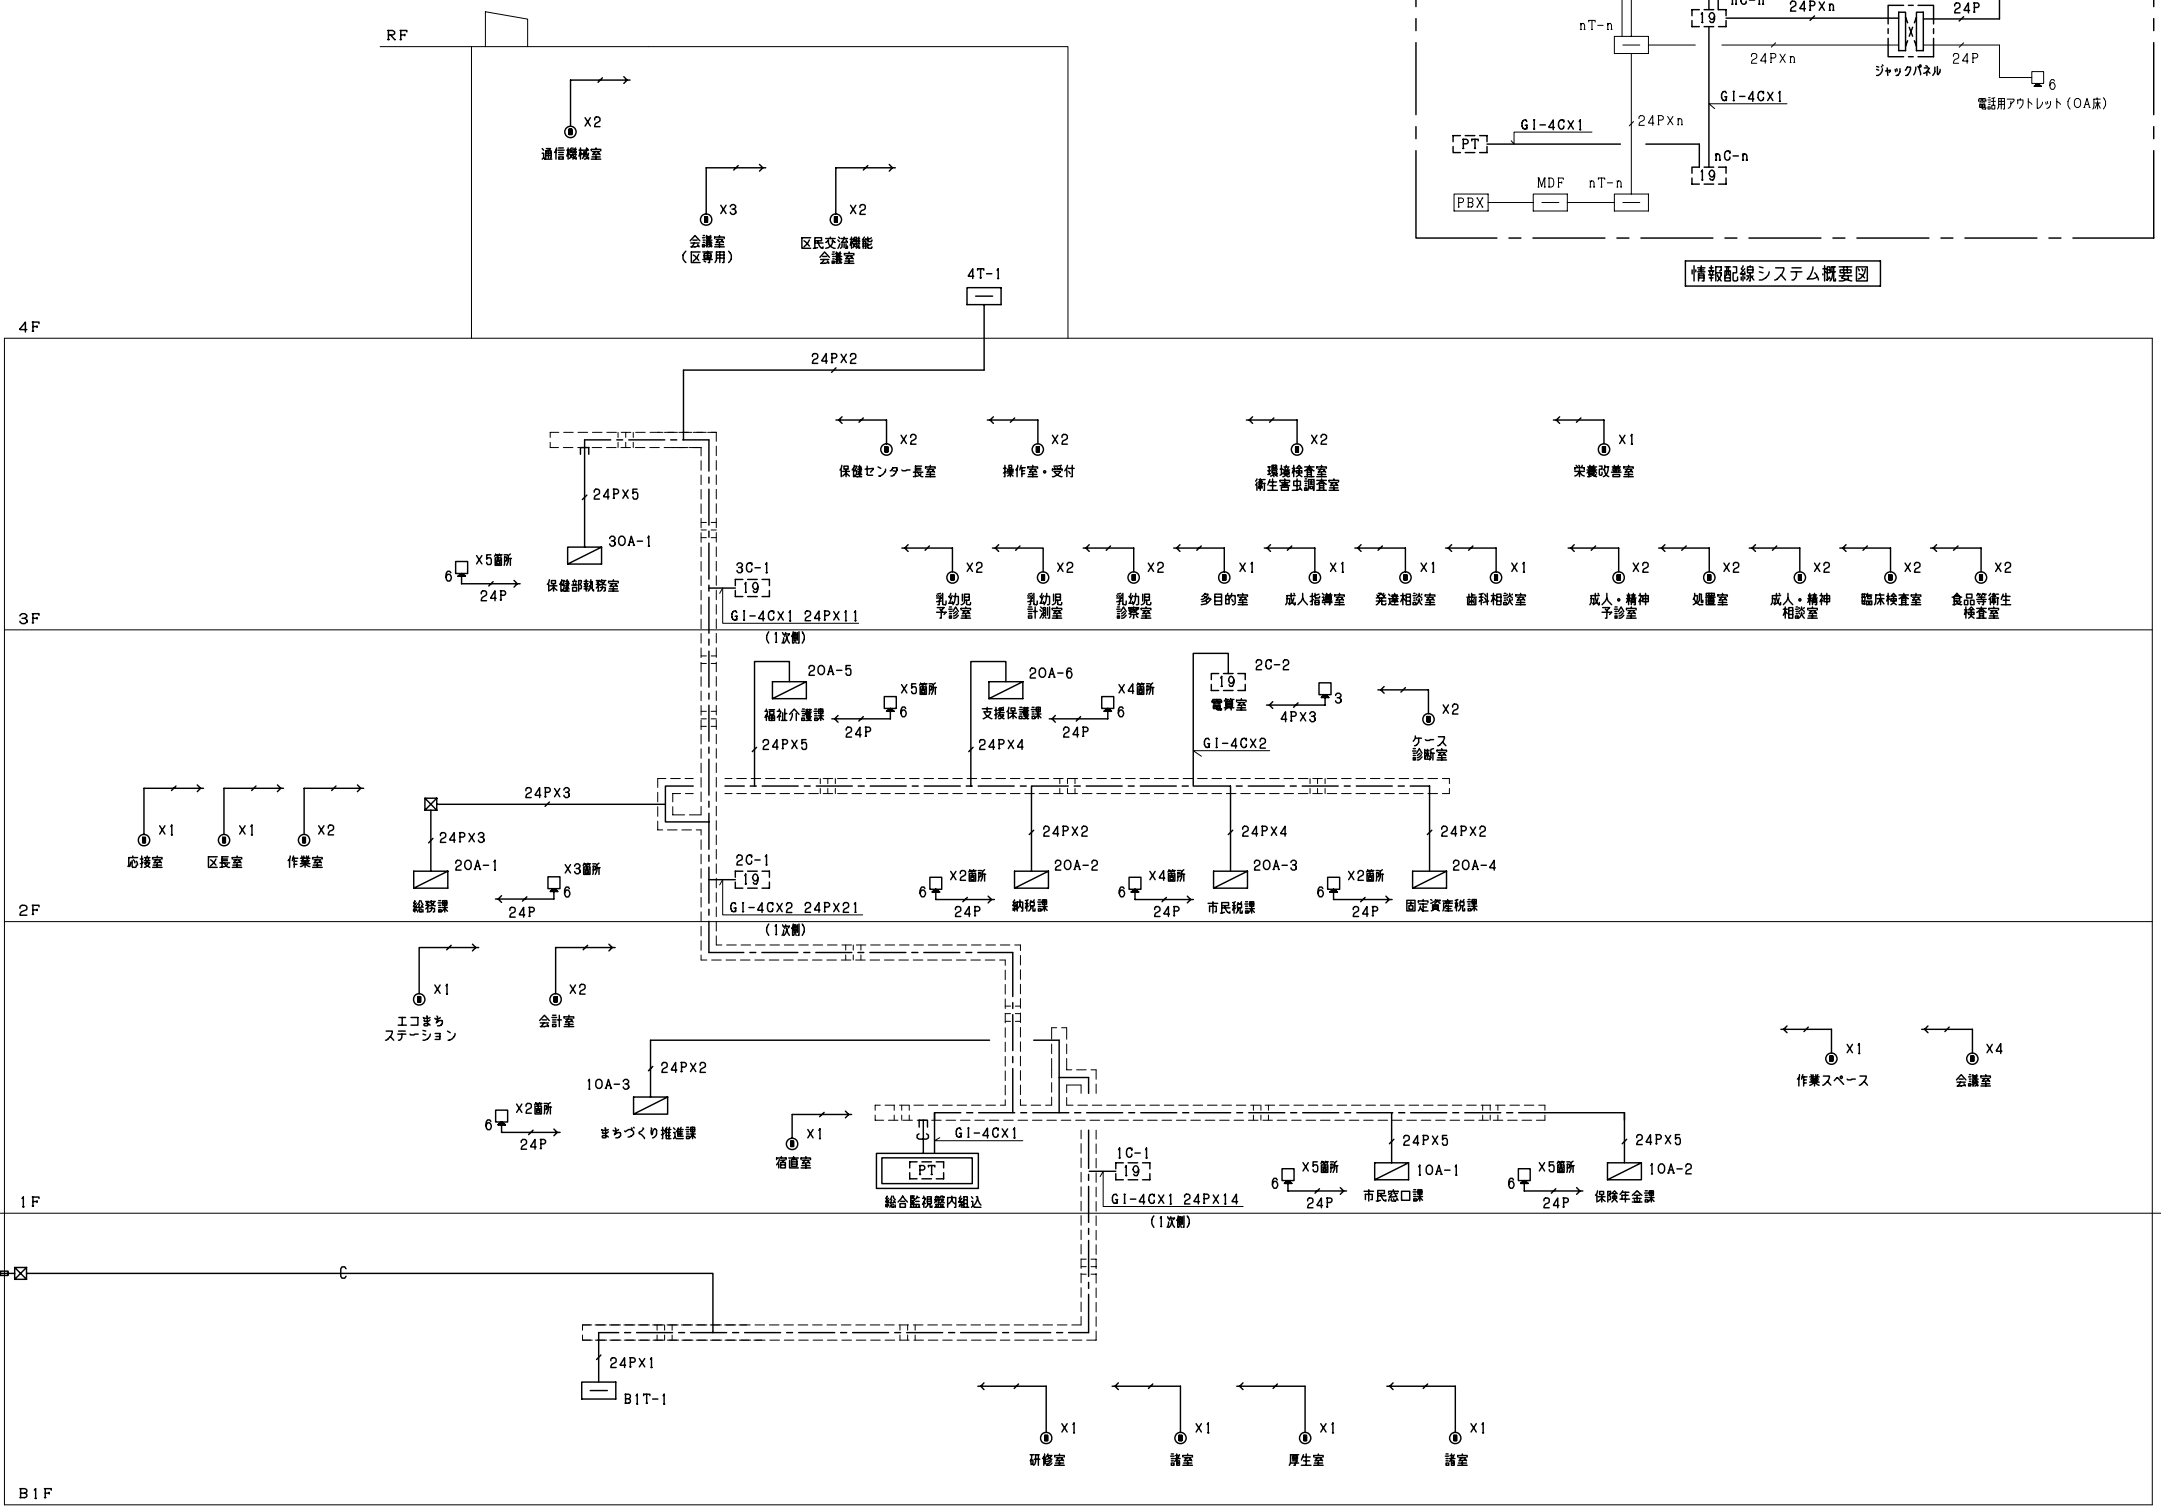 RF
X2
通信機械室
X3
会議室
(区専用)
X2
区民交流機能
会議室
4T-1
nC-n
19
24PXn
24P
nT-n
24PXn
24P
ジャックパネル
6
電話用アウトレット(OA床)
GI-4CX1
GI-4CX1
24PXn
PT
nC-n
19
PBX
MDF
nT-n
情報配線システム概要図
4F
24PX2
X2
保健センター長室
X2
操作室・受付
X2
環境検査室
衛生害虫調査室
X1
栄養改善室
24PX5
3OA-1
保健部執務室
X5箇所
6
24P
3C-1
19
GI-4CX1 24PX11
(1次側)
X2
乳幼児
予診室
X2
乳幼児
計測室
X2
乳幼児
診察室
X1
多目的室
X1
成人指導室
X1
発達相談室
X1
歯科相談室
X2
成人・精神
予診室
X2
処置室
X2
成人・精神
相談室
X2
臨床検査室
X2
食品等衛生
検査室
3F
2OA-5
福祉介護課
24PX5
X5箇所
6
24P
2OA-6
支援保護課
24PX4
X4箇所
6
24P
2C-2
19
電算室
GI-4CX2
3
4PX3
X2
ケース
診断室
X1
応接室
X1
区長室
X2
作業室
24PX3
24PX3
2OA-1
総務課
X3箇所
6
24P
2C-1
19
GI-4CX2 24PX21
(1次側)
X2箇所
6
24P
24PX2
2OA-2
納税課
X4箇所
6
24P
24PX4
2OA-3
市民税課
X2箇所
6
24P
24PX2
2OA-4
固定資産税課
2F
X1
エコまち
ステーション
X2
会計室
24PX2
1OA-3
まちづくり推進課
X2箇所
6
24P
X1
宿直室
GI-4CX1
PT
総合監視盤内組込
1C-1
19
GI-4CX1 24PX14
(1次側)
X5箇所
6
24P
24PX5
1OA-1
市民窓口課
X5箇所
6
24P
24PX5
1OA-2
保険年金課
X1
作業スペース
X4
会議室
1F
24PX1
B1T-1
X1
研修室
X1
諸室
X1
厚生室
X1
諸室
B1F